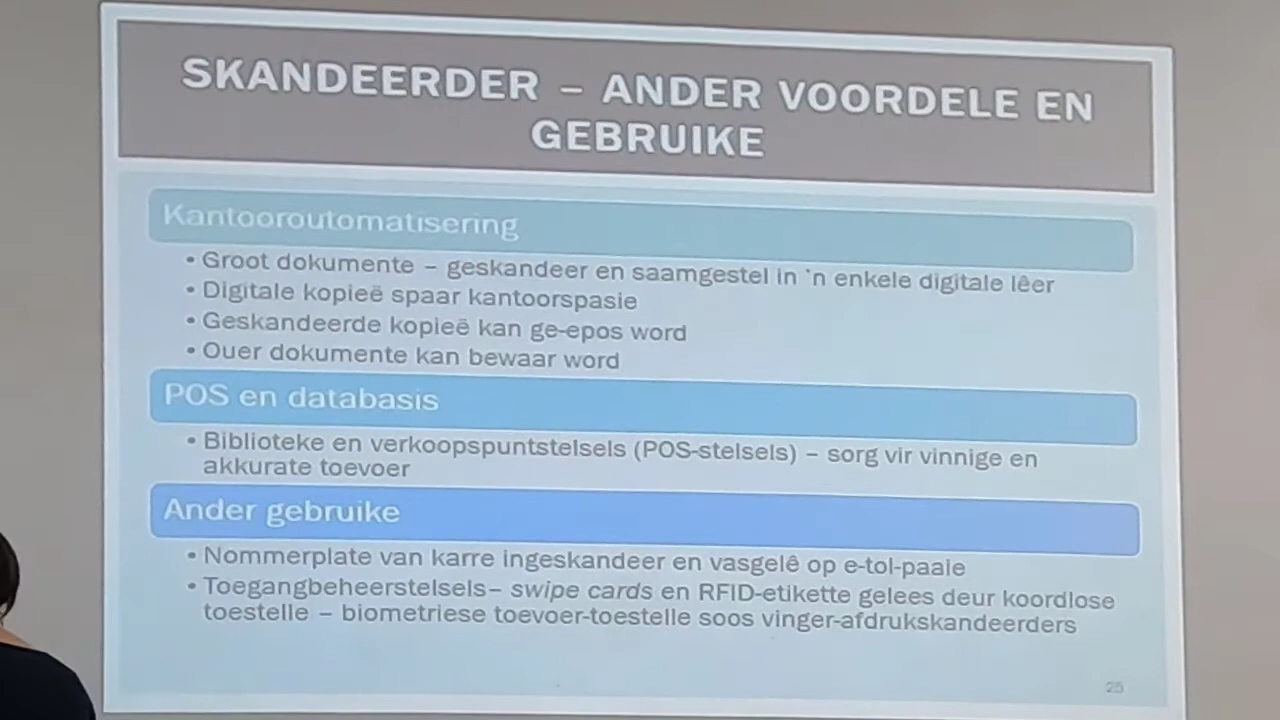 SKANDEERDER – ANDER VOORDELE EN
GEBRUIKE
Kantooroutomatisering
• Groot dokumente – geskandeer en saamgestel in 'n enkele digitale lêer
• Digitale kopieë spaar kantoorspasie
• Geskandeerde kopieë kan ge-epos word
• Ouer dokumente kan bewaar word
POS en databasis
• Biblioteke en verkoopspuntstelsels (POS-stelsels) – sorg vir vinnige en
akkurate toevoer
Ander gebruike
• Nommerplate van karre ingeskandeer en vasgelê op e-tol-paaie
• Toegangbeheerstelsels– swipe cards en RFID-etikette gelees deur koordlose
toestelle – biometriese toevoer-toestelle soos vinger-afdrukskandeerders
25